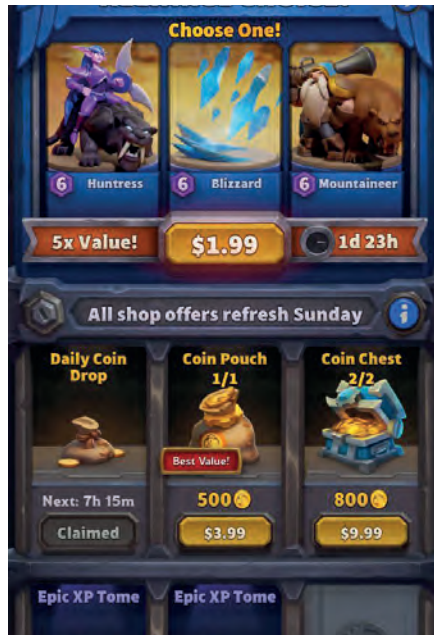 Choose One!
6 Huntress
6 Blizzard
6 Mountaineer
5x Value!
$1.99
1d 23h
All shop offers refresh Sunday
i
Daily Coin
Drop
Next: 7h 15m
Claimed
Coin Pouch
1/1
Best Value!
500
$3.99
Coin Chest
2/2
800
$9.99
Epic XP Tome
Epic XP Tome